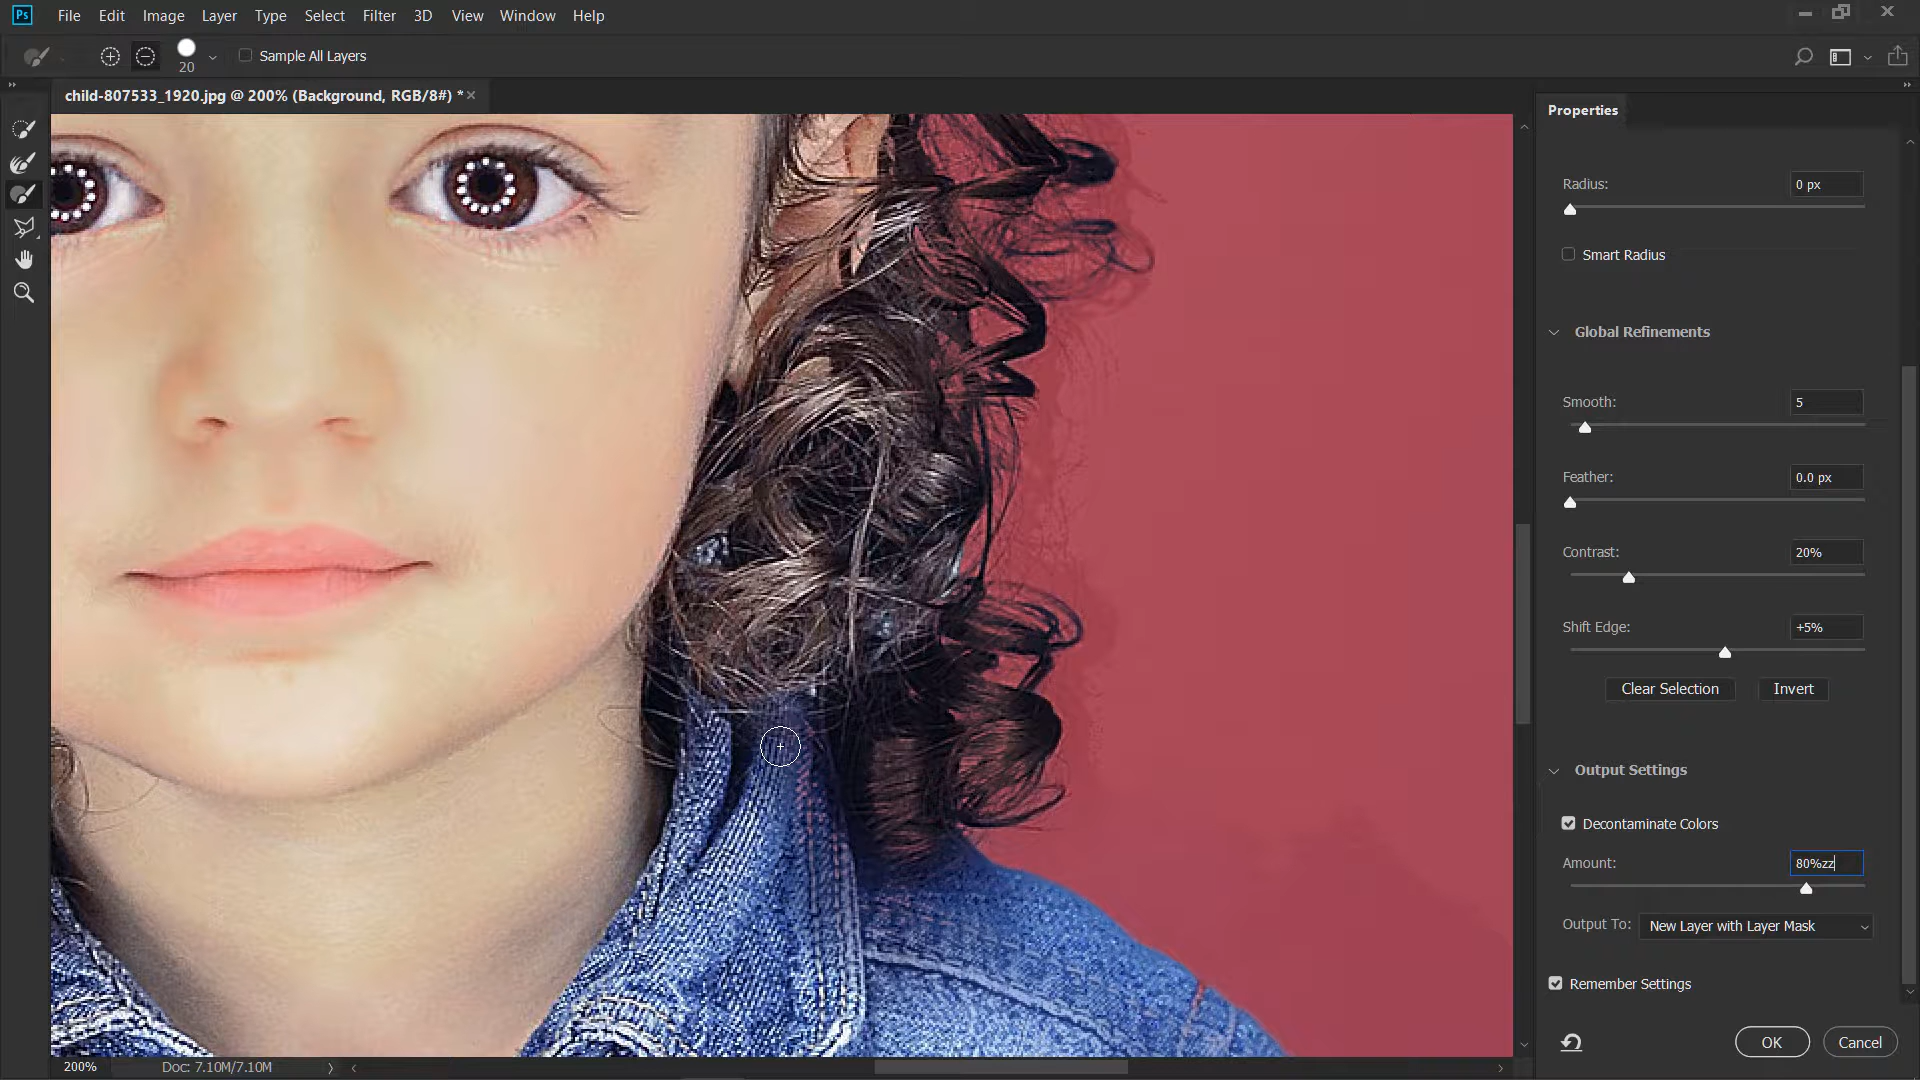 Ps File Edit Image Layer Type Select Filter 3D View Window Help
20 Sample All Layers
child-807533_1920.jpg @ 200% (Background, RGB/8#) *
Properties
Radius: 0 px
Smart Radius
Global Refinements
Smooth: 5
Feather: 0.0 px
Contrast: 20%
Shift Edge: +5%
Clear Selection Invert
Output Settings
Decontaminate Colors
Amount: 80%zz
Output To: New Layer with Layer Mask
Remember Settings
OK Cancel
200% Doc: 7.10M/7.10M